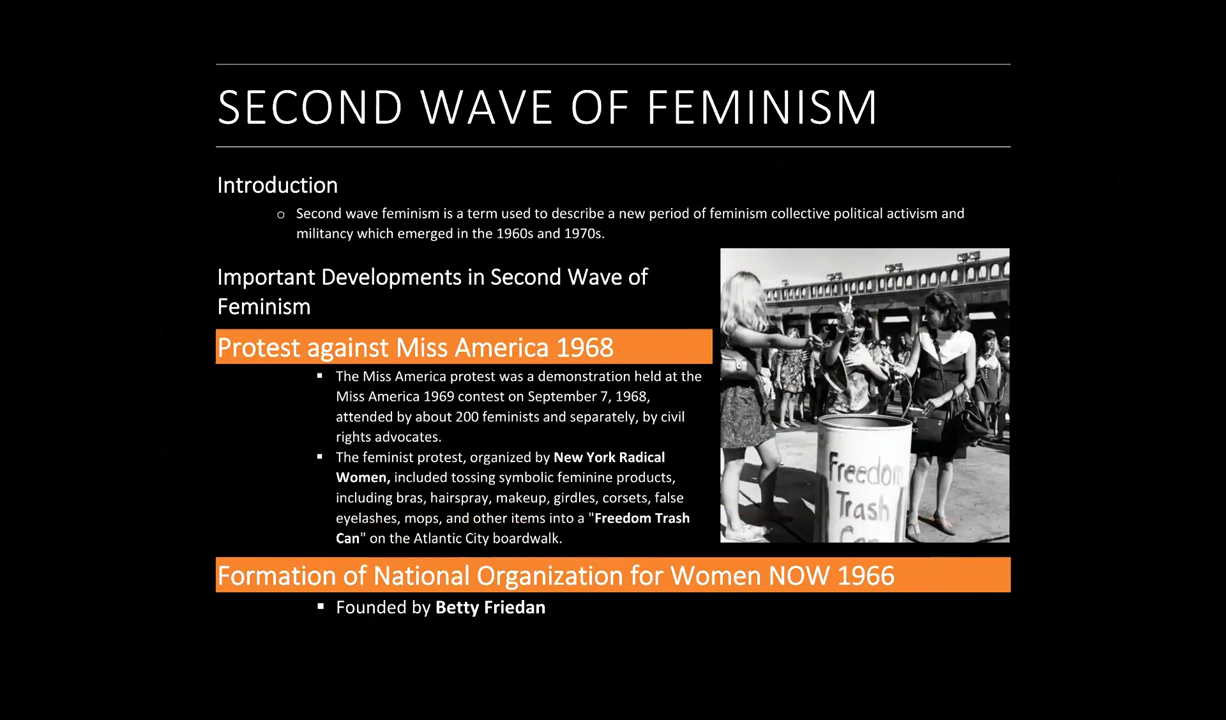 SECOND WAVE OF FEMINISM
Introduction
o Second wave feminism is a term used to describe a new period of feminism collective political activism and
militancy which emerged in the 1960s and 1970s.
Important Developments in Second Wave of
Feminism
Protest against Miss America 1968
▪ The Miss America protest was a demonstration held at the
Miss America 1969 contest on September 7, 1968,
attended by about 200 feminists and separately, by civil
rights advocates.
▪ The feminist protest, organized by New York Radical
Women, included tossing symbolic feminine products,
including bras, hairspray, makeup, girdles, corsets, false
eyelashes, mops, and other items into a "Freedom Trash
Can" on the Atlantic City boardwalk.
Freedom
Trash
Can
Formation of National Organization for Women NOW 1966
▪ Founded by Betty Friedan